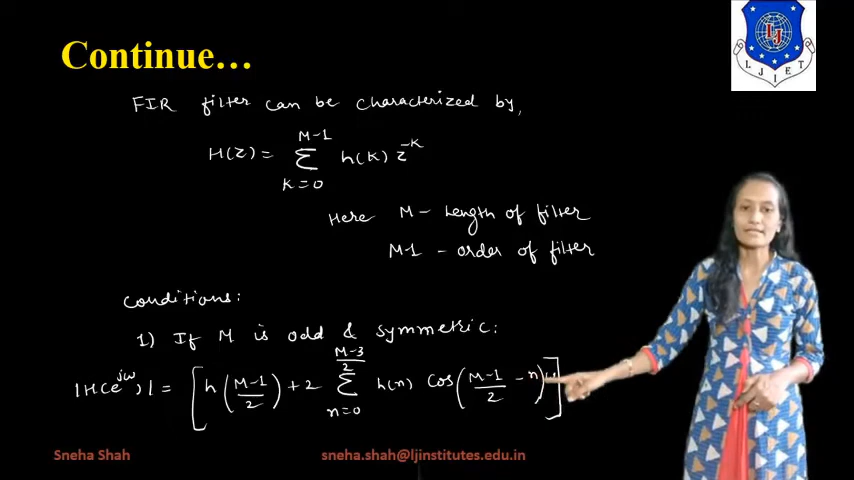 Continue...
LJIET
FIR filter can be characterized by,
H(z) = M-1 Σ k=0 h(k) z^-k
Here M - Length of filter
M-1 - order of filter
Conditions:
1) If M is odd & symmetric:
|H(e^jω)| = [ h (M-1/2) + 2 M-3/2 Σ n=0 h(n) Cos (M-1/2 - n)
Sneha Shah sneha.shah@ljinstitutes.edu.in